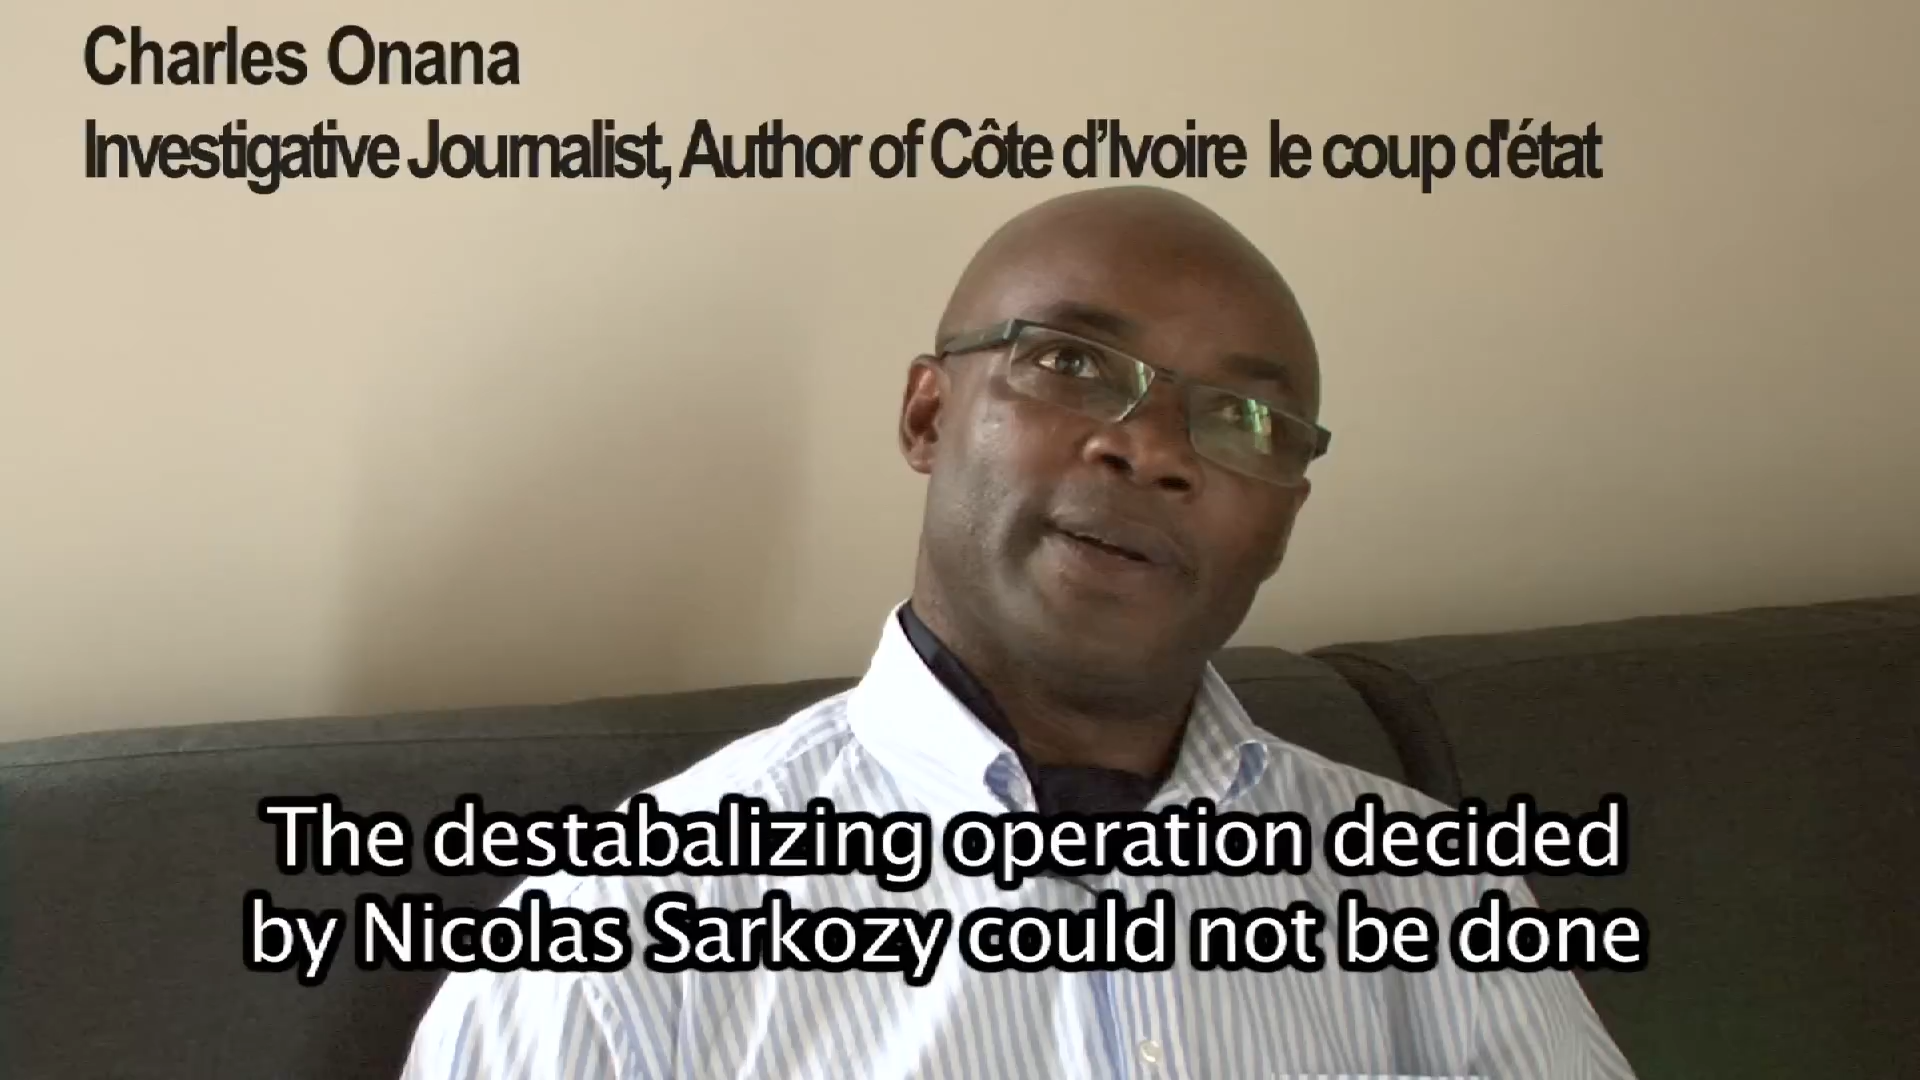 Charles Onana
Investigative Journalist, Author of Côte d’Ivoire le coup d'état
The destabalizing operation decided
by Nicolas Sarkozy could not be done